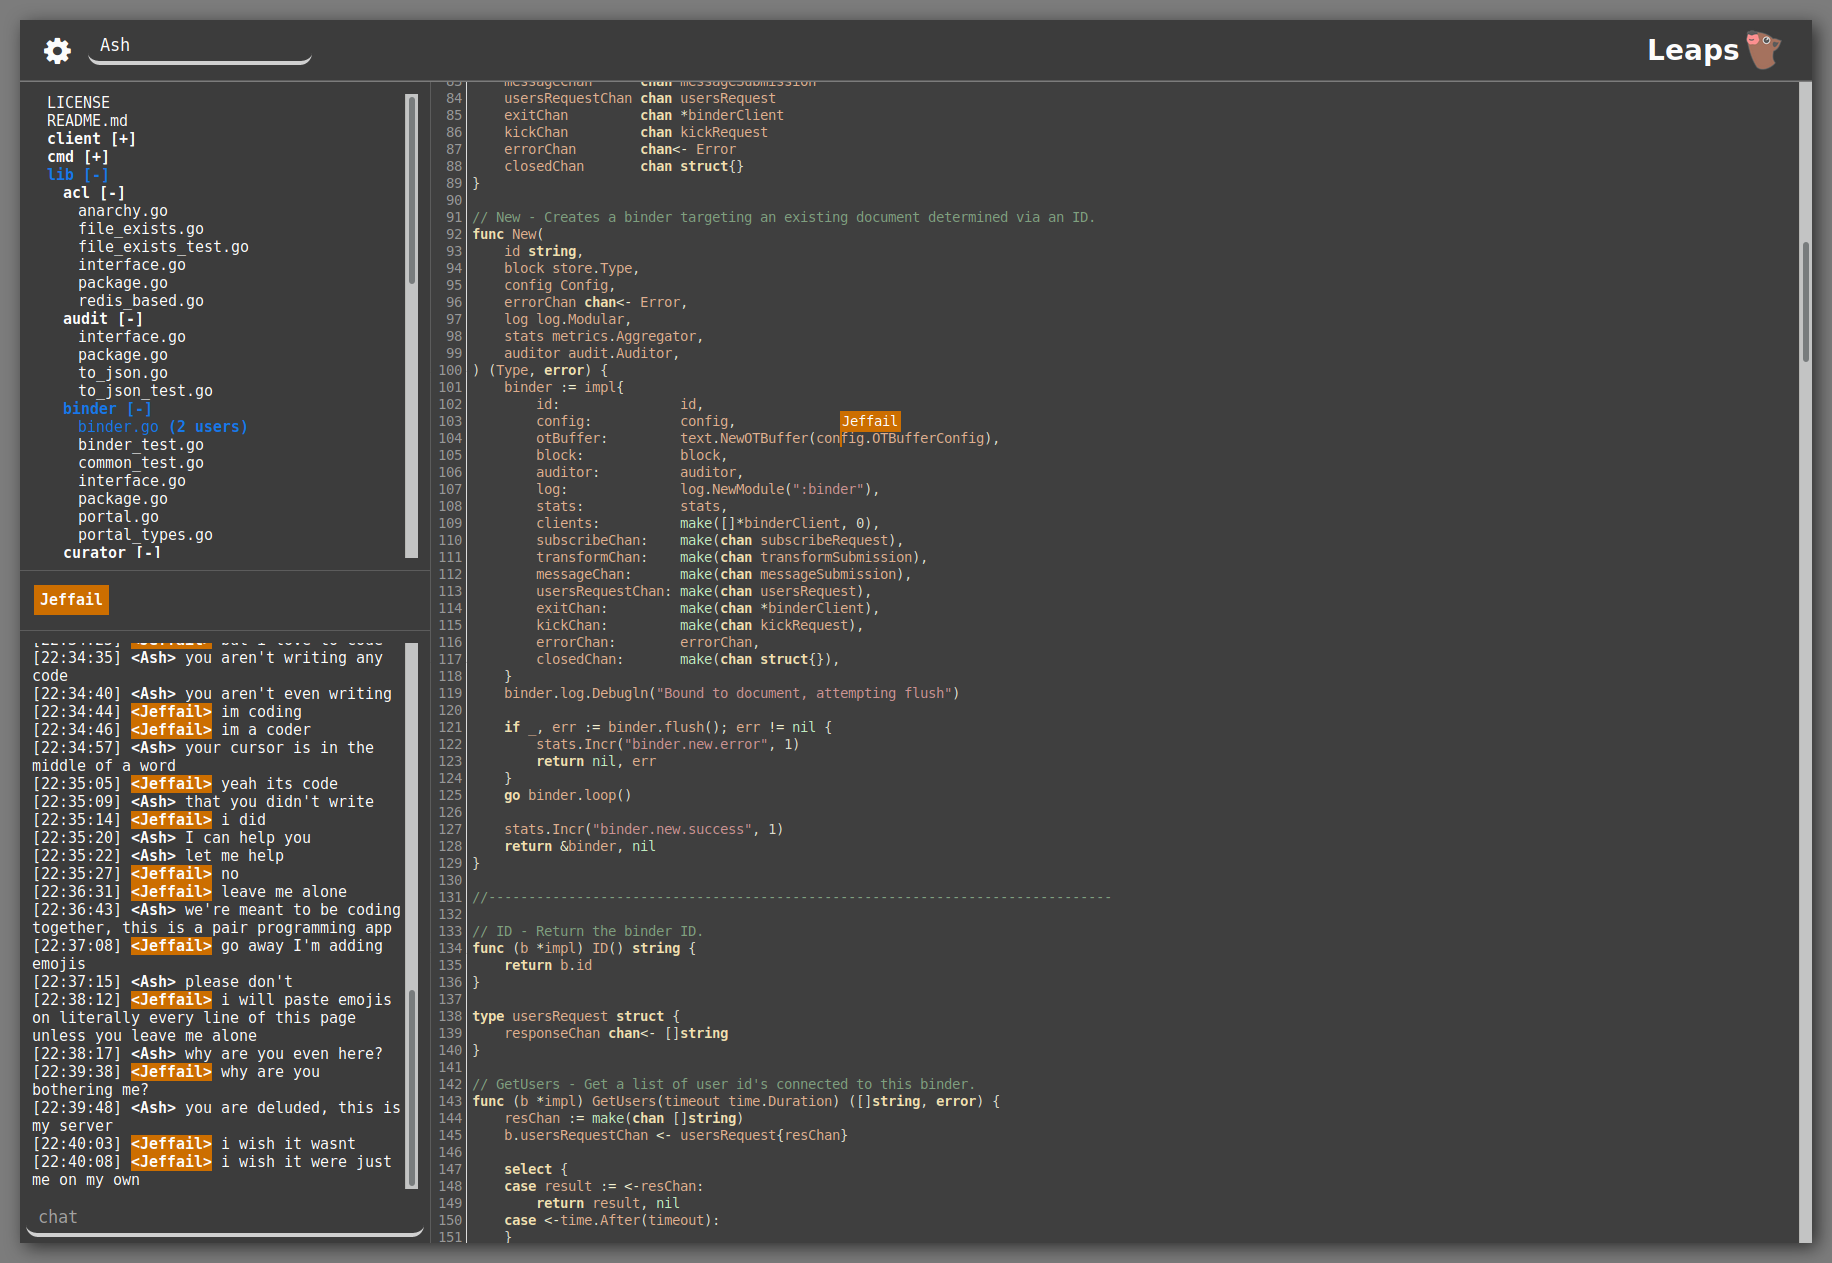 Ash
Leaps
LICENSE
README.md
client [+]
cmd [+]
lib [-]
acl [-]
anarchy.go
file_exists.go
file_exists_test.go
interface.go
package.go
redis_based.go
audit [-]
interface.go
package.go
to_json.go
to_json_test.go
binder [-]
binder.go (2 users)
binder_test.go
common_test.go
interface.go
package.go
portal.go
portal_types.go
curator [-]
Jeffail
[22:34:25] <Jeffail> but i love to code
[22:34:35] <Ash> you aren't writing any
code
[22:34:40] <Ash> you aren't even writing
[22:34:44] <Jeffail> im coding
[22:34:46] <Jeffail> im a coder
[22:34:57] <Ash> your cursor is in the
middle of a word
[22:35:05] <Jeffail> yeah its code
[22:35:09] <Ash> that you didn't write
[22:35:14] <Jeffail> i did
[22:35:20] <Ash> I can help you
[22:35:22] <Ash> let me help
[22:35:27] <Jeffail> no
[22:36:31] <Jeffail> leave me alone
[22:36:43] <Ash> we're meant to be coding
together, this is a pair programming app
[22:37:08] <Jeffail> go away I'm adding
emojis
[22:37:15] <Ash> please don't
[22:38:12] <Jeffail> i will paste emojis
on literally every line of this page
unless you leave me alone
[22:38:17] <Ash> why are you even here?
[22:39:38] <Jeffail> why are you
bothering me?
[22:39:48] <Ash> you are deluded, this is
my server
[22:40:03] <Jeffail> i wish it wasnt
[22:40:08] <Jeffail> i wish it were just
me on my own
chat
83 messageChan chan messageSubmission
84 usersRequestChan chan usersRequest
85 exitChan chan *binderClient
86 kickChan chan kickRequest
87 errorChan chan<- Error
88 closedChan chan struct{}
89 }
90
91 // New - Creates a binder targeting an existing document determined via an ID.
92 func New(
93 id string,
94 block store.Type,
95 config Config,
96 errorChan chan<- Error,
97 log log.Modular,
98 stats metrics.Aggregator,
99 auditor audit.Auditor,
100 ) (Type, error) {
101 binder := impl{
102 id: id,
103 config: config, Jeffail
104 otBuffer: text.NewOTBuffer(config.OTBufferConfig),
105 block: block,
106 auditor: auditor,
107 log: log.NewModule(":binder"),
108 stats: stats,
109 clients: make([]*binderClient, 0),
110 subscribeChan: make(chan subscribeRequest),
111 transformChan: make(chan transformSubmission),
112 messageChan: make(chan messageSubmission),
113 usersRequestChan: make(chan usersRequest),
114 exitChan: make(chan *binderClient),
115 kickChan: make(chan kickRequest),
116 errorChan: errorChan,
117 closedChan: make(chan struct{}),
118 }
119 binder.log.Debugln("Bound to document, attempting flush")
120
121 if _, err := binder.flush(); err != nil {
122 stats.Incr("binder.new.error", 1)
123 return nil, err
124 }
125 go binder.loop()
126
127 stats.Incr("binder.new.success", 1)
128 return &binder, nil
129 }
130
131 //------------------------------------------------------------------------------
132
133 // ID - Return the binder ID.
134 func (b *impl) ID() string {
135 return b.id
136 }
137
138 type usersRequest struct {
139 responseChan chan<- []string
140 }
141
142 // GetUsers - Get a list of user id's connected to this binder.
143 func (b *impl) GetUsers(timeout time.Duration) ([]string, error) {
144 resChan := make(chan []string)
145 b.usersRequestChan <- usersRequest{resChan}
146
147 select {
148 case result := <-resChan:
149 return result, nil
150 case <-time.After(timeout):
151 }